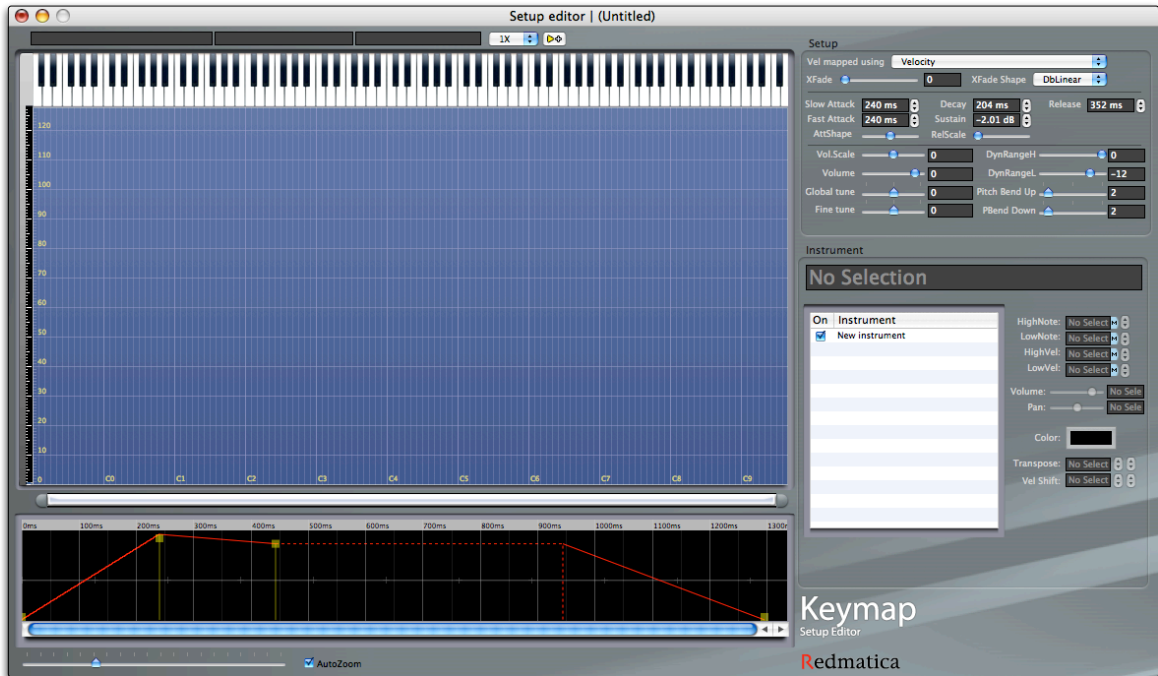 Setup editor | (Untitled)
1X
Setup
Vel mapped using Velocity
XFade 0 XFade Shape DbLinear
Slow Attack 240 ms Decay 204 ms Release 352 ms
Fast Attack 240 ms Sustain -2.01 dB
AttShape RelScale
Vol.Scale 0 DynRangeH 0
Volume 0 DynRangeL -12
Global tune 0 Pitch Bend Up 2
Fine tune 0 PBend Down 2
120
110
100
90
80
70
60
50
40
30
20
10
0 C0 C1 C2 C3 C4 C5 C6 C7 C8 C9
Instrument
No Selection
On Instrument
New instrument
HighNote: No Select M
LowNote: No Select M
HighVel: No Select M
LowVel: No Select M
Volume: No Sele
Pan: No Sele
Color:
Transpose: No Select
Vel Shift: No Select
0ms 100ms 200ms 300ms 400ms 500ms 600ms 700ms 800ms 900ms 1000ms 1100ms 1200ms 1300r
AutoZoom
Keymap
Setup Editor
Redmatica